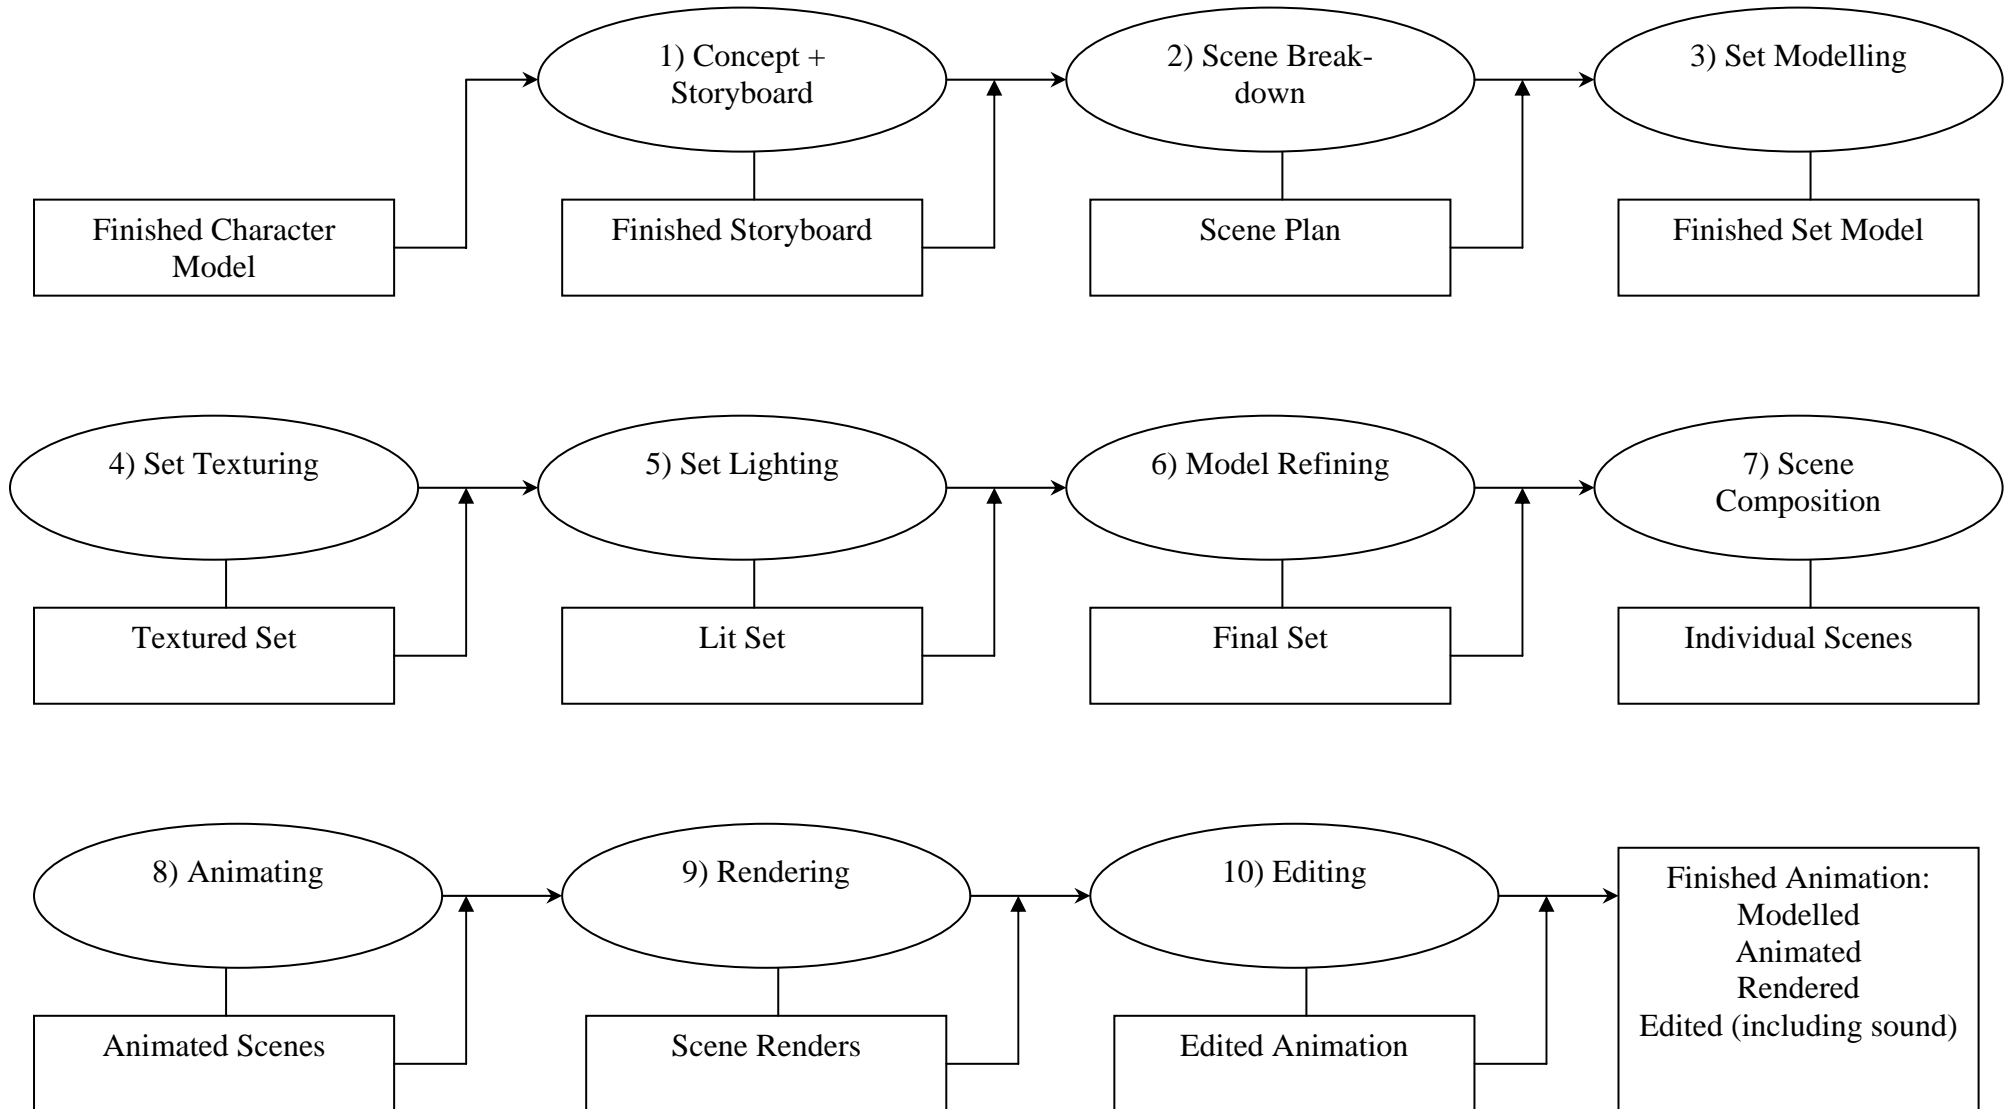 1) Concept +
Storyboard
2) Scene Break-
down
3) Set Modelling
Finished Character
Model
Finished Storyboard
Scene Plan
Finished Set Model
4) Set Texturing
5) Set Lighting
6) Model Refining
7) Scene
Composition
Textured Set
Lit Set
Final Set
Individual Scenes
8) Animating
9) Rendering
10) Editing
Finished Animation:
Modelled
Animated
Rendered
Edited (including sound)
Animated Scenes
Scene Renders
Edited Animation